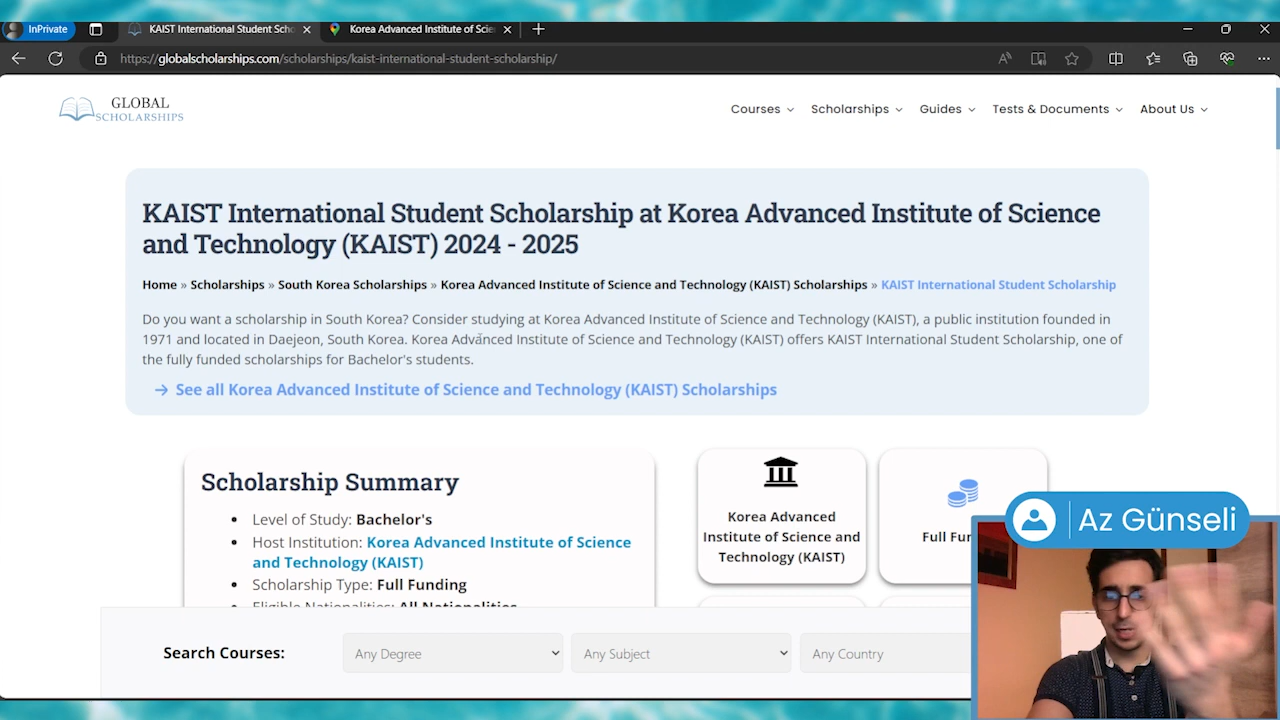 InPrivate
KAIST International Student Scho
Korea Advanced Institute of Scie
https://globalscholarships.com/scholarships/kaist-international-student-scholarship/
GLOBAL
SCHOLARSHIPS
Courses
Scholarships
Guides
Tests & Documents
About Us
KAIST International Student Scholarship at Korea Advanced Institute of Science
and Technology (KAIST) 2024 - 2025
Home » Scholarships » South Korea Scholarships » Korea Advanced Institute of Science and Technology (KAIST) Scholarships » KAIST International Student Scholarship
Do you want a scholarship in South Korea? Consider studying at Korea Advanced Institute of Science and Technology (KAIST), a public institution founded in
1971 and located in Daejeon, South Korea. Korea Advanced Institute of Science and Technology (KAIST) offers KAIST International Student Scholarship, one of
the fully funded scholarships for Bachelor's students.
→ See all Korea Advanced Institute of Science and Technology (KAIST) Scholarships
Scholarship Summary
• Level of Study: Bachelor's
• Host Institution: Korea Advanced Institute of Science
and Technology (KAIST)
• Scholarship Type: Full Funding
• Eligible Nationalities: All Nationalities
Korea Advanced
Institute of Science and
Technology (KAIST)
Full Fun
Az Günseli
Search Courses:
Any Degree
Any Subject
Any Country